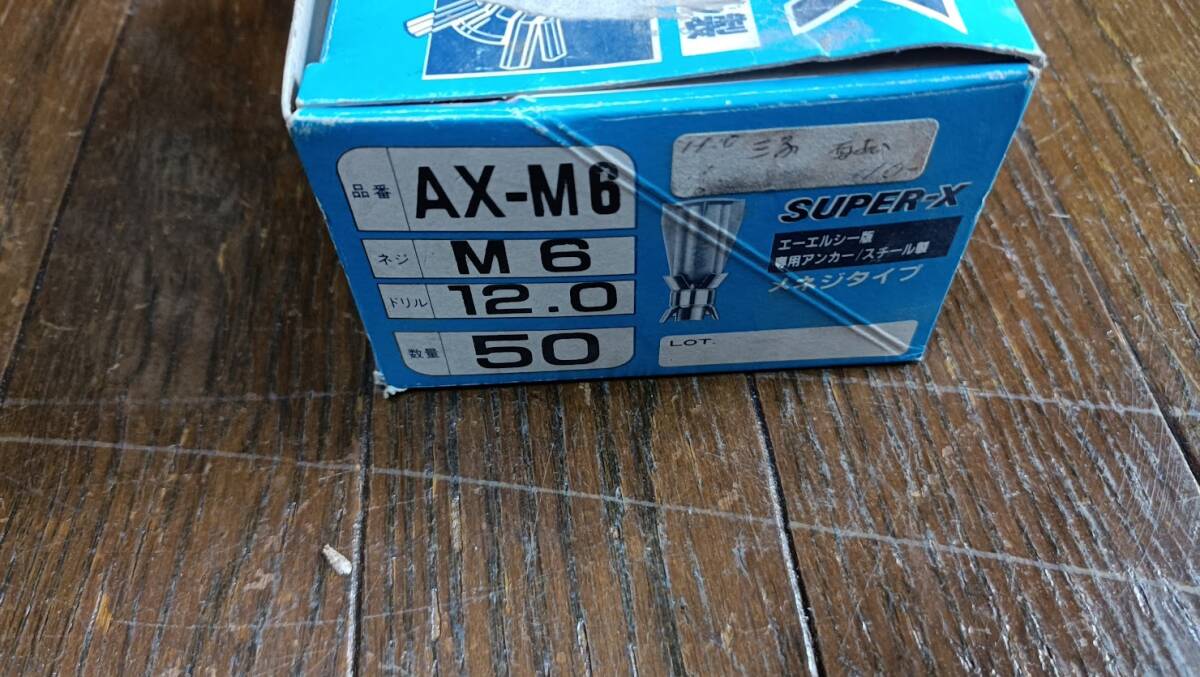 型
品番 AX-M6
ネジ M6
ドリル 12.0
数量 50
SUPER-X
エーエルシー版
専用アンカー/スチール製
メネジタイプ
LOT.